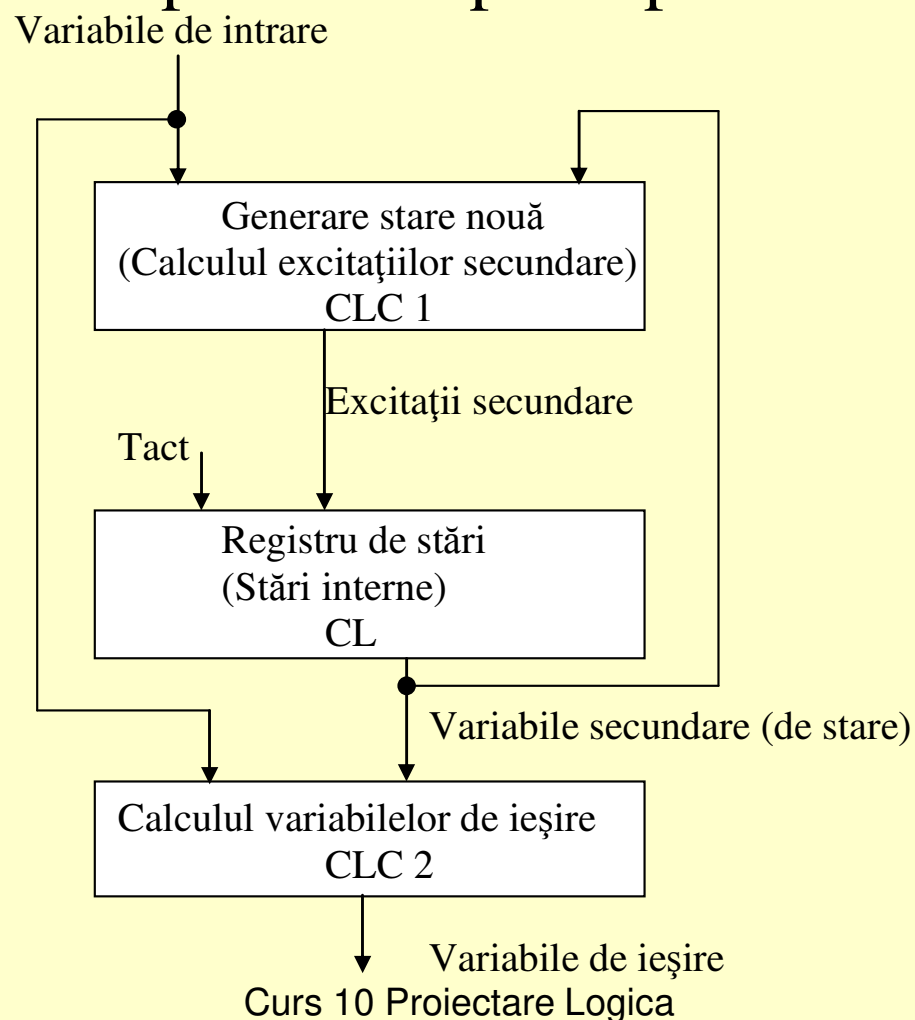 Variabile de intrare
Generare stare nouă
(Calculul excitaţiilor secundare)
CLC 1
Excitaţii secundare
Tact
Registru de stări
(Stări interne)
CL
Variabile secundare (de stare)
Calculul variabilelor de ieşire
CLC 2
Variabile de ieşire
Curs 10 Proiectare Logica